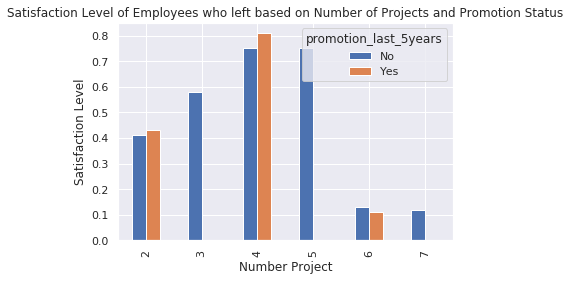 Satisfaction Level of Employees who left based on Number of Projects and Promotion Status
promotion_last_5years
No
Yes
Satisfaction Level
0.8
0.7
0.6
0.5
0.4
0.3
0.2
0.1
0.0
2
3
4
5
6
7
Number Project